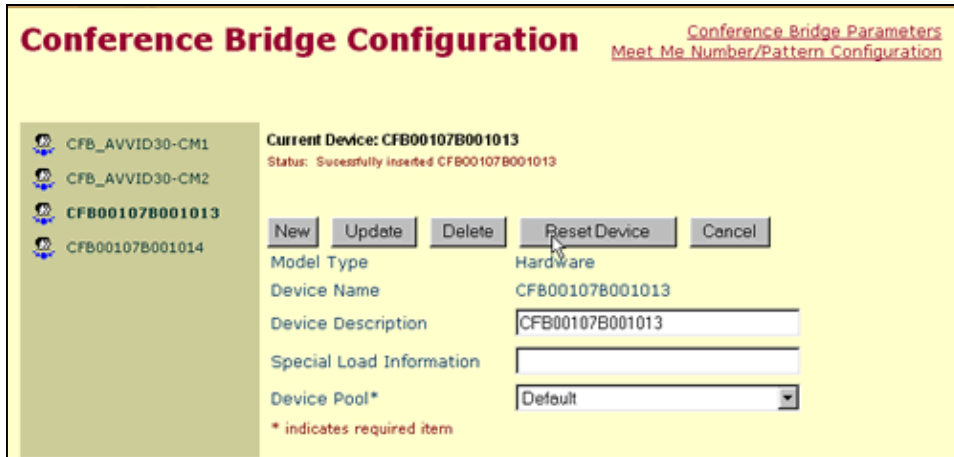 Conference Bridge Configuration
Conference Bridge Parameters
Meet Me Number/Pattern Configuration
CFB_AVVID30-CM1
CFB_AVVID30-CM2
CFB00107B001013
CFB00107B001014
Current Device: CFB00107B001013
Status: Sucessfully inserted CFB00107B001013
New Update Delete Reset Device Cancel
Model Type Hardware
Device Name CFB00107B001013
Device Description CFB00107B001013
Special Load Information
Device Pool* Default
* indicates required item